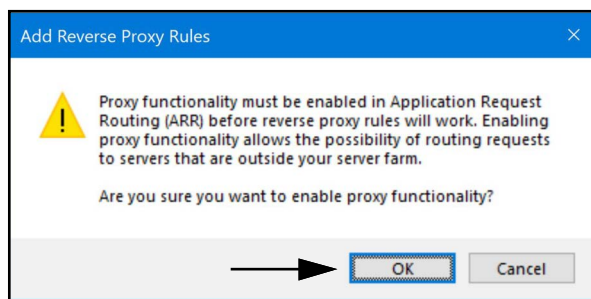 Add Reverse Proxy Rules
Proxy functionality must be enabled in Application Request
Routing (ARR) before reverse proxy rules will work. Enabling
proxy functionality allows the possibility of routing requests
to servers that are outside your server farm.
Are you sure you want to enable proxy functionality?
OK
Cancel